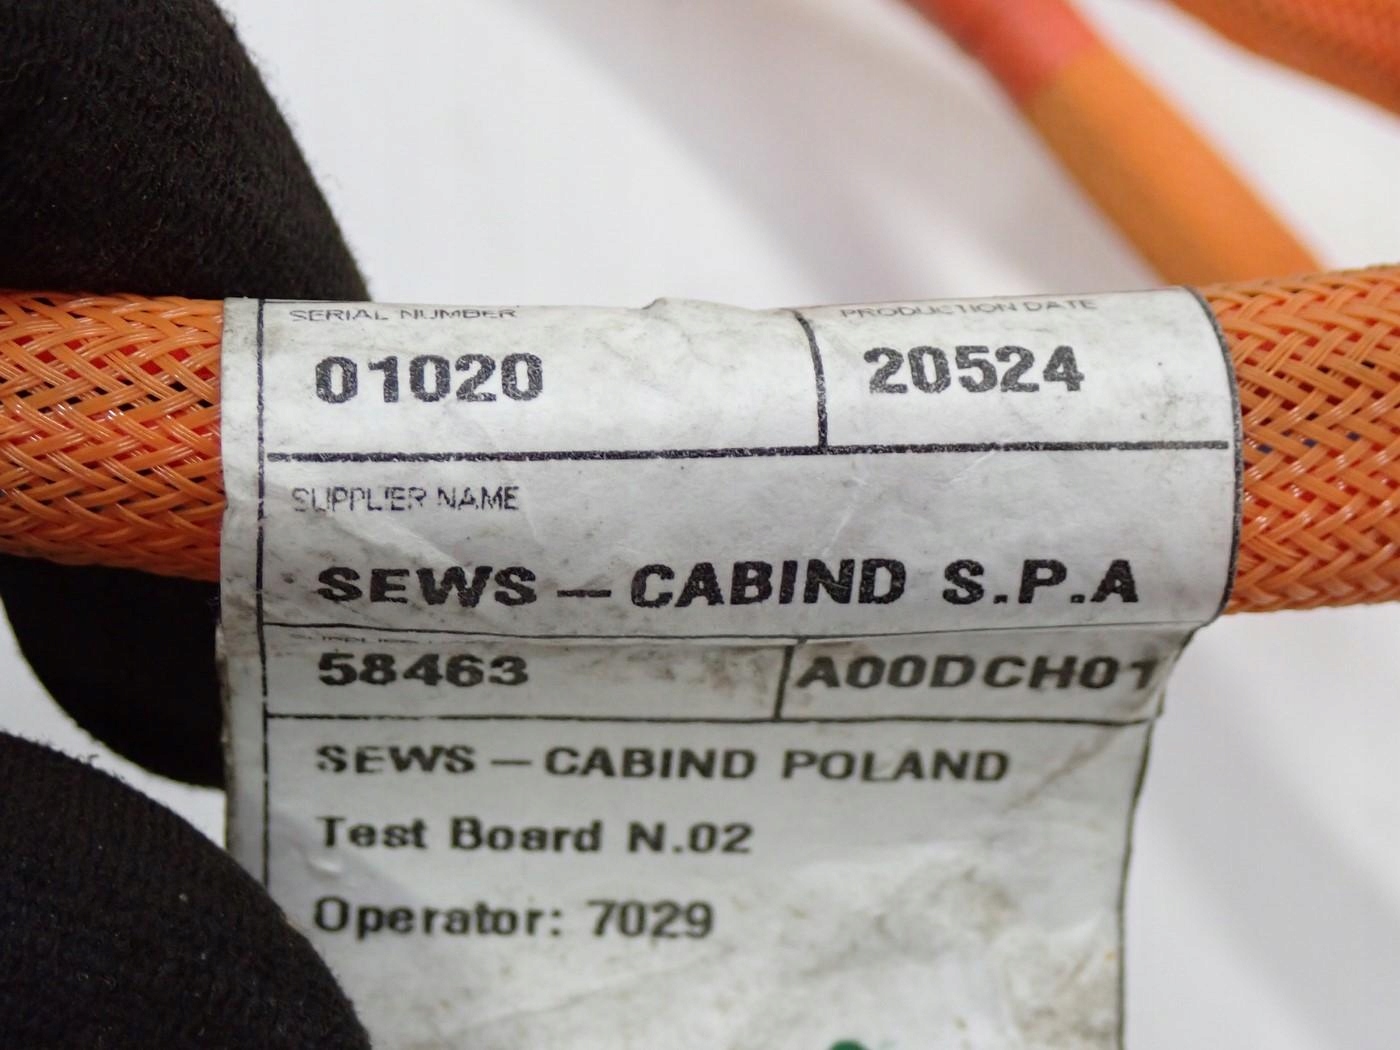 SERIAL NUMBER PRODUCTION DATE
01020 20524
SUPPLIER NAME
SEWS-CABIND S.P.A
58463 A00DCH01
SEWS-CABIND POLAND
Test Board N.02
Operator: 7029